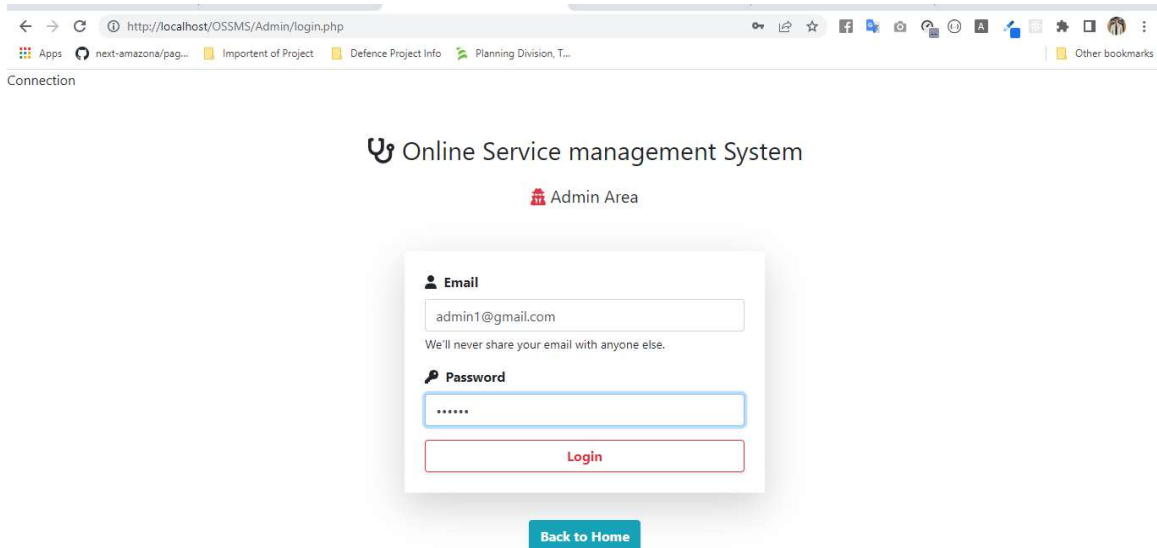 http://localhost/OSSMS/Admin/login.php
Apps next-amazona/pag... Importent of Project Defence Project Info Planning Division, T... Other bookmarks
Connection
Online Service management System
Admin Area
Email
admin1@gmail.com
We'll never share your email with anyone else.
Password
••••••
Login
Back to Home